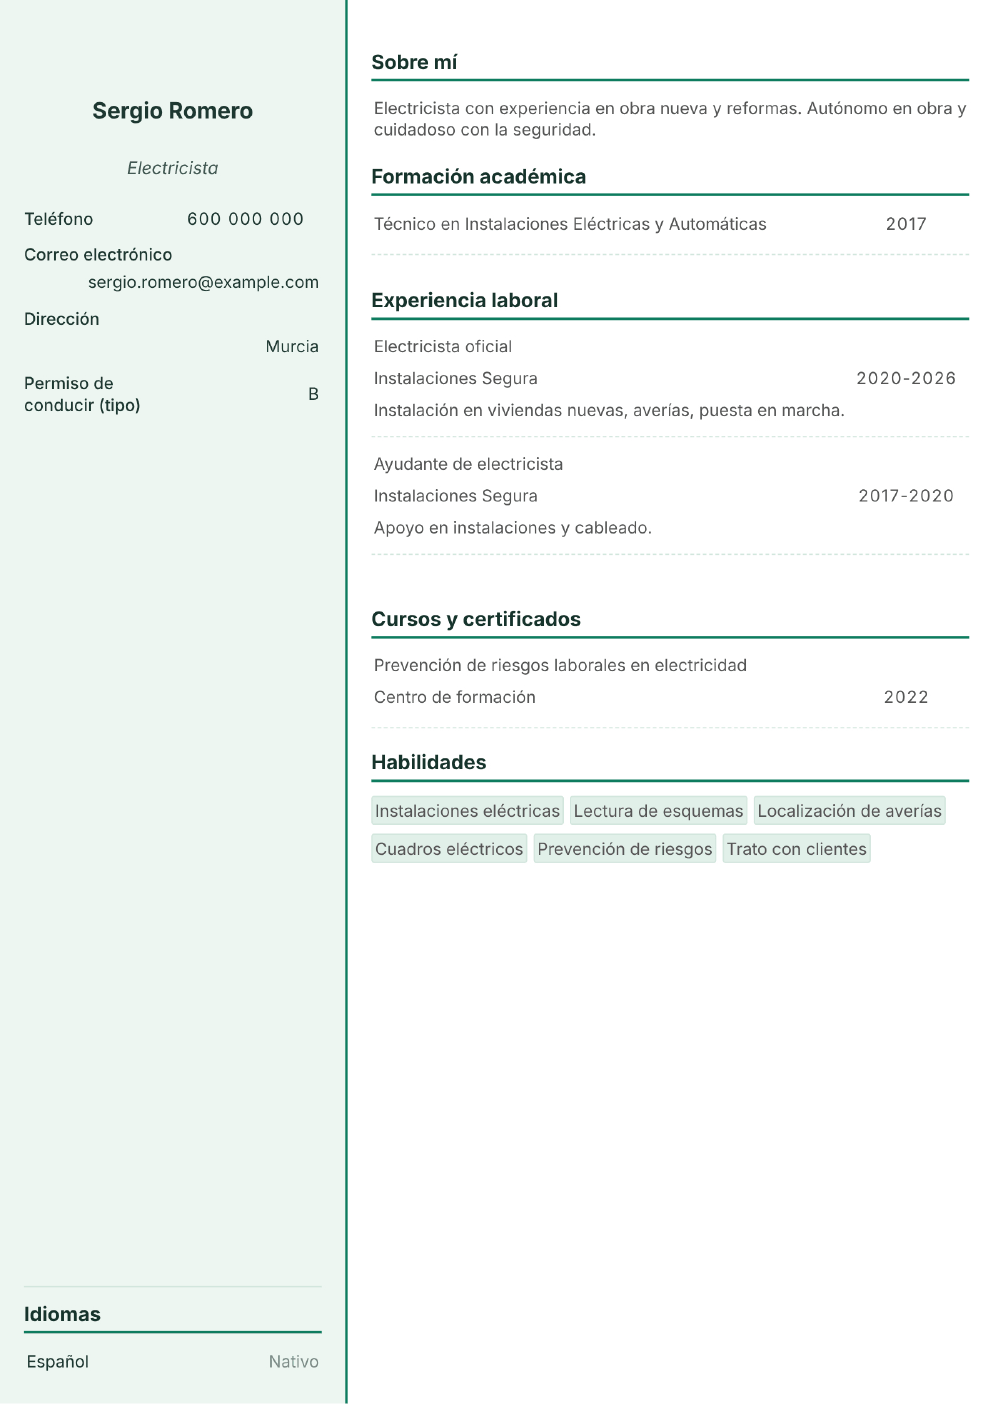 Sergio Romero
Electricista
Teléfono 600 000 000
Correo electrónico
sergio.romero@example.com
Dirección
Murcia
Permiso de
conducir (tipo) B
Idiomas
Español Nativo
Sobre mí
Electricista con experiencia en obra nueva y reformas. Autónomo en obra y
cuidadoso con la seguridad.
Formación académica
Técnico en Instalaciones Eléctricas y Automáticas 2017
Experiencia laboral
Electricista oficial
Instalaciones Segura 2020-2026
Instalación en viviendas nuevas, averías, puesta en marcha.
Ayudante de electricista
Instalaciones Segura 2017-2020
Apoyo en instalaciones y cableado.
Cursos y certificados
Prevención de riesgos laborales en electricidad
Centro de formación 2022
Habilidades
Instalaciones eléctricas Lectura de esquemas Localización de averías
Cuadros eléctricos Prevención de riesgos Trato con clientes